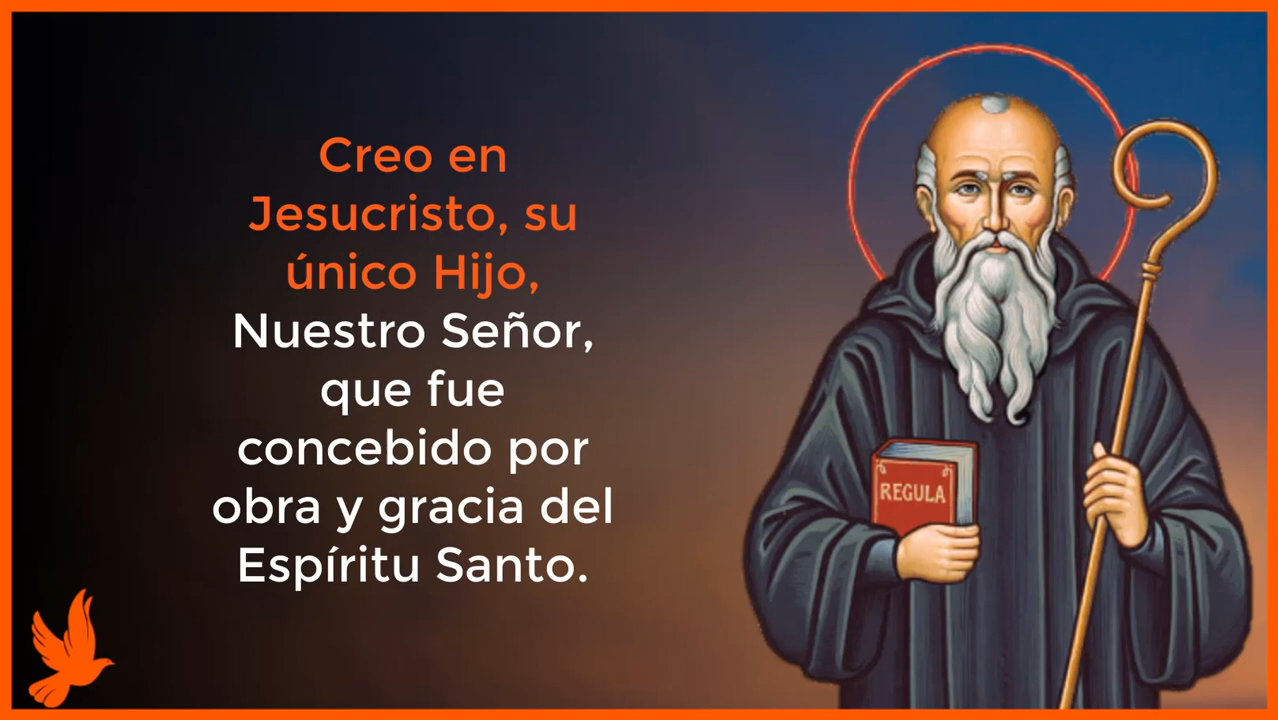 Creo en
Jesucristo, su
único Hijo,
Nuestro Señor,
que fue
concebido por
obra y gracia del
Espíritu Santo.
REGULA